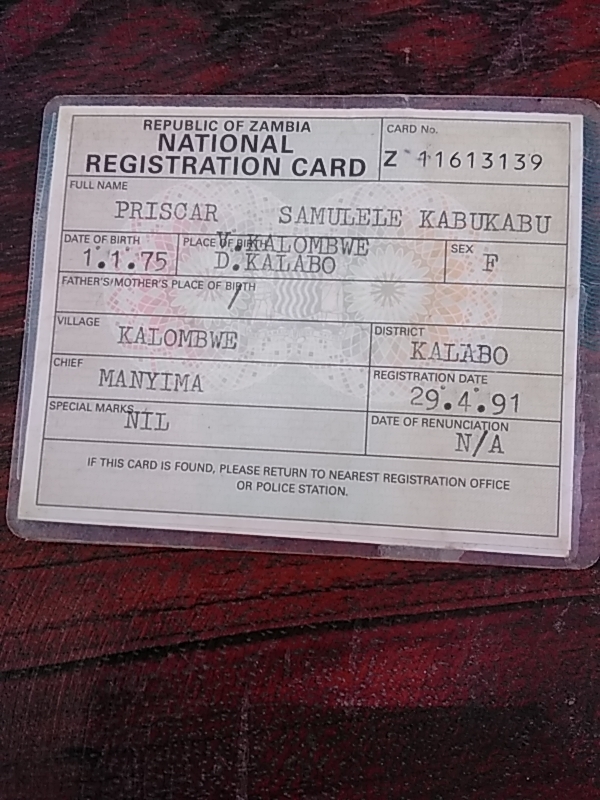 REPUBLIC OF ZAMBIA
NATIONAL
REGISTRATION CARD
CARD No.
Z 11613139
FULL NAME
PRISCAR SAMULELE KABUKABU
DATE OF BIRTH
1.1.75
PLACE OF BIRTH
V.KALOMBWE
D.KALABO
SEX
F
FATHER'S/MOTHER'S PLACE OF BIRTH
/
VILLAGE
KALOMBWE
DISTRICT
KALABO
CHIEF
MANYIMA
REGISTRATION DATE
29.4.91
SPECIAL MARKS
NIL
DATE OF RENUNCIATION
N/A
IF THIS CARD IS FOUND, PLEASE RETURN TO NEAREST REGISTRATION OFFICE
OR POLICE STATION.